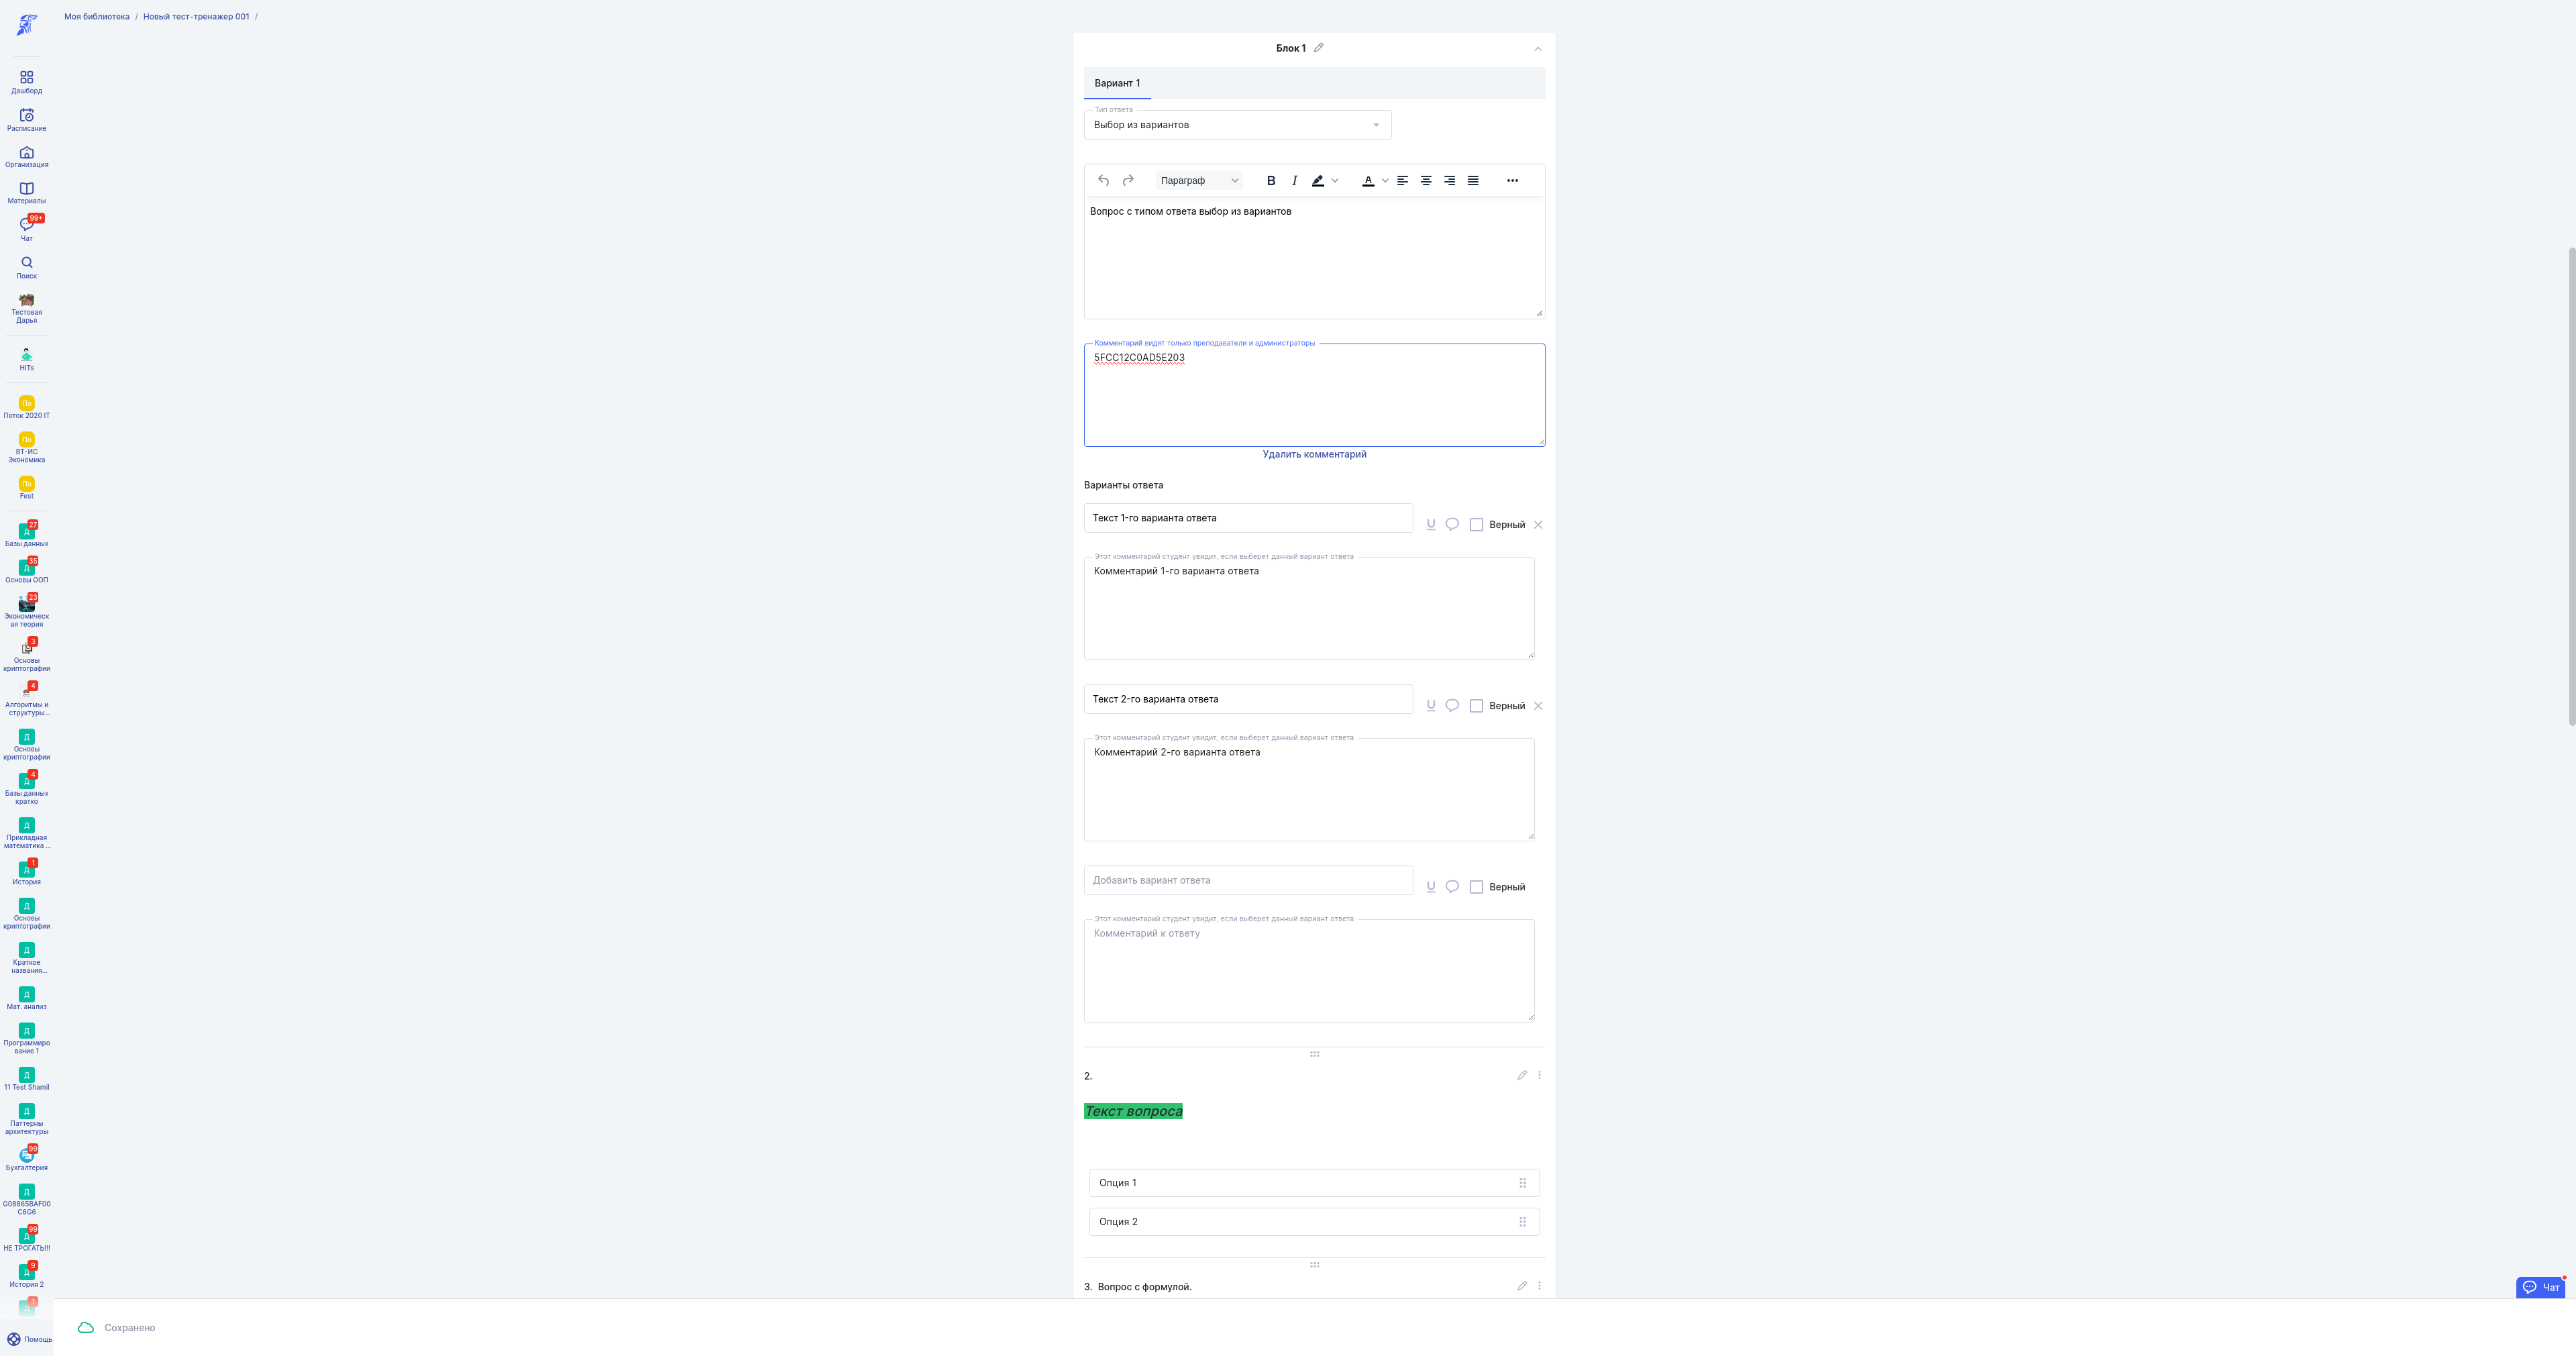 Моя библиотека / Новый тест-тренажер 001 /
Дашборд
Расписание
Организация
Материалы
99+
Чат
Поиск
Тестовая
Дарья
HITs
По
Поток 2020 IT
По
ВТ-ИС
Экономика
По
Fest
27
Д
Базы данных
35
Д
Основы ООП
23
Экономическ
ая теория
3
Основы
криптографии
4
Алгоритмы и
структуры...
Д
Основы
криптографии
4
Д
Базы данных
кратко
Д
Прикладная
математика ...
1
Д
История
Д
Основы
криптографии
Д
Краткое
названия...
Д
Мат. анализ
Д
Программиро
вание 1
Д
11 Test Shamil
Д
Паттерны
архитектуры
99
Бухгалтерия
Д
G08865BAF00
C6G6
99
Д
НЕ ТРОГАТЬ!!!
9
Д
История 2
1
Д
Помощь
Блок 1
Вариант 1
Тип ответа
Выбор из вариантов
Параграф
B I A
Вопрос с типом ответа выбор из вариантов
Комментарий видят только преподаватели и администраторы
5FCC12C0AD5E203
Удалить комментарий
Варианты ответа
Текст 1-го варианта ответа
Верный
Этот комментарий студент увидит, если выберет данный вариант ответа
Комментарий 1-го варианта ответа
Текст 2-го варианта ответа
Верный
Этот комментарий студент увидит, если выберет данный вариант ответа
Комментарий 2-го варианта ответа
Добавить вариант ответа
Верный
Этот комментарий студент увидит, если выберет данный вариант ответа
Комментарий к ответу
2.
Текст вопроса
Опция 1
Опция 2
3. Вопрос с формулой.
Чат
Сохранено